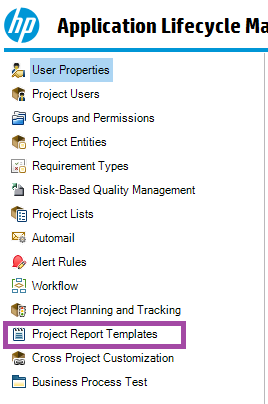 hp Application Lifecycle Ma
User Properties
Project Users
Groups and Permissions
Project Entities
Requirement Types
Risk-Based Quality Management
Project Lists
Automail
Alert Rules
Workflow
Project Planning and Tracking
Project Report Templates
Cross Project Customization
Business Process Test